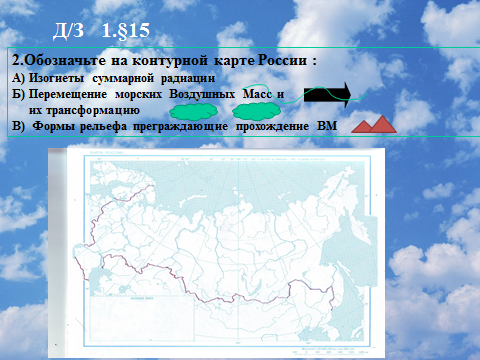 Д/З 1.§15
2.Обозначьте на контурной карте России :
А) Изогиеты суммарной радиации
Б) Перемещение морских Воздушных Масс и
их трансформацию
В) Формы рельефа преграждающие прохождение ВМ